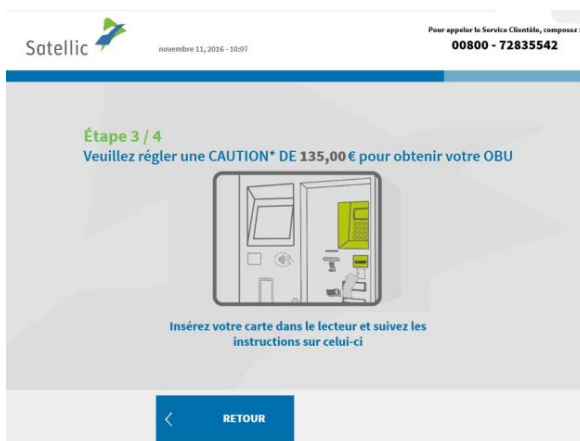 Satellic
novembre 11, 2016 - 10:07
Pour appeler le Service Clientèle, composez :
00800 - 72835542
Étape 3 / 4
Veuillez régler une CAUTION* DE 135,00 € pour obtenir votre OBU
Insérez votre carte dans le lecteur et suivez les
instructions sur celui-ci
RETOUR